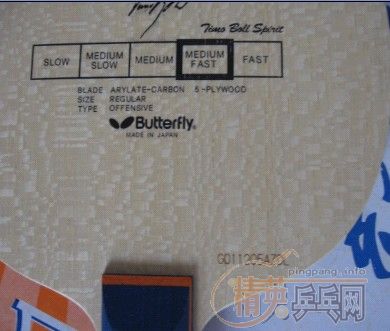 Timo Boll Spirit
SLOW MEDIUM SLOW MEDIUM MEDIUM FAST FAST
BLADE ARYLATE-CARBON 5-PLYWOOD
SIZE REGULAR
TYPE OFFENSIVE
Butterfly
MADE IN JAPAN
pingpang.info
精英乒乓网